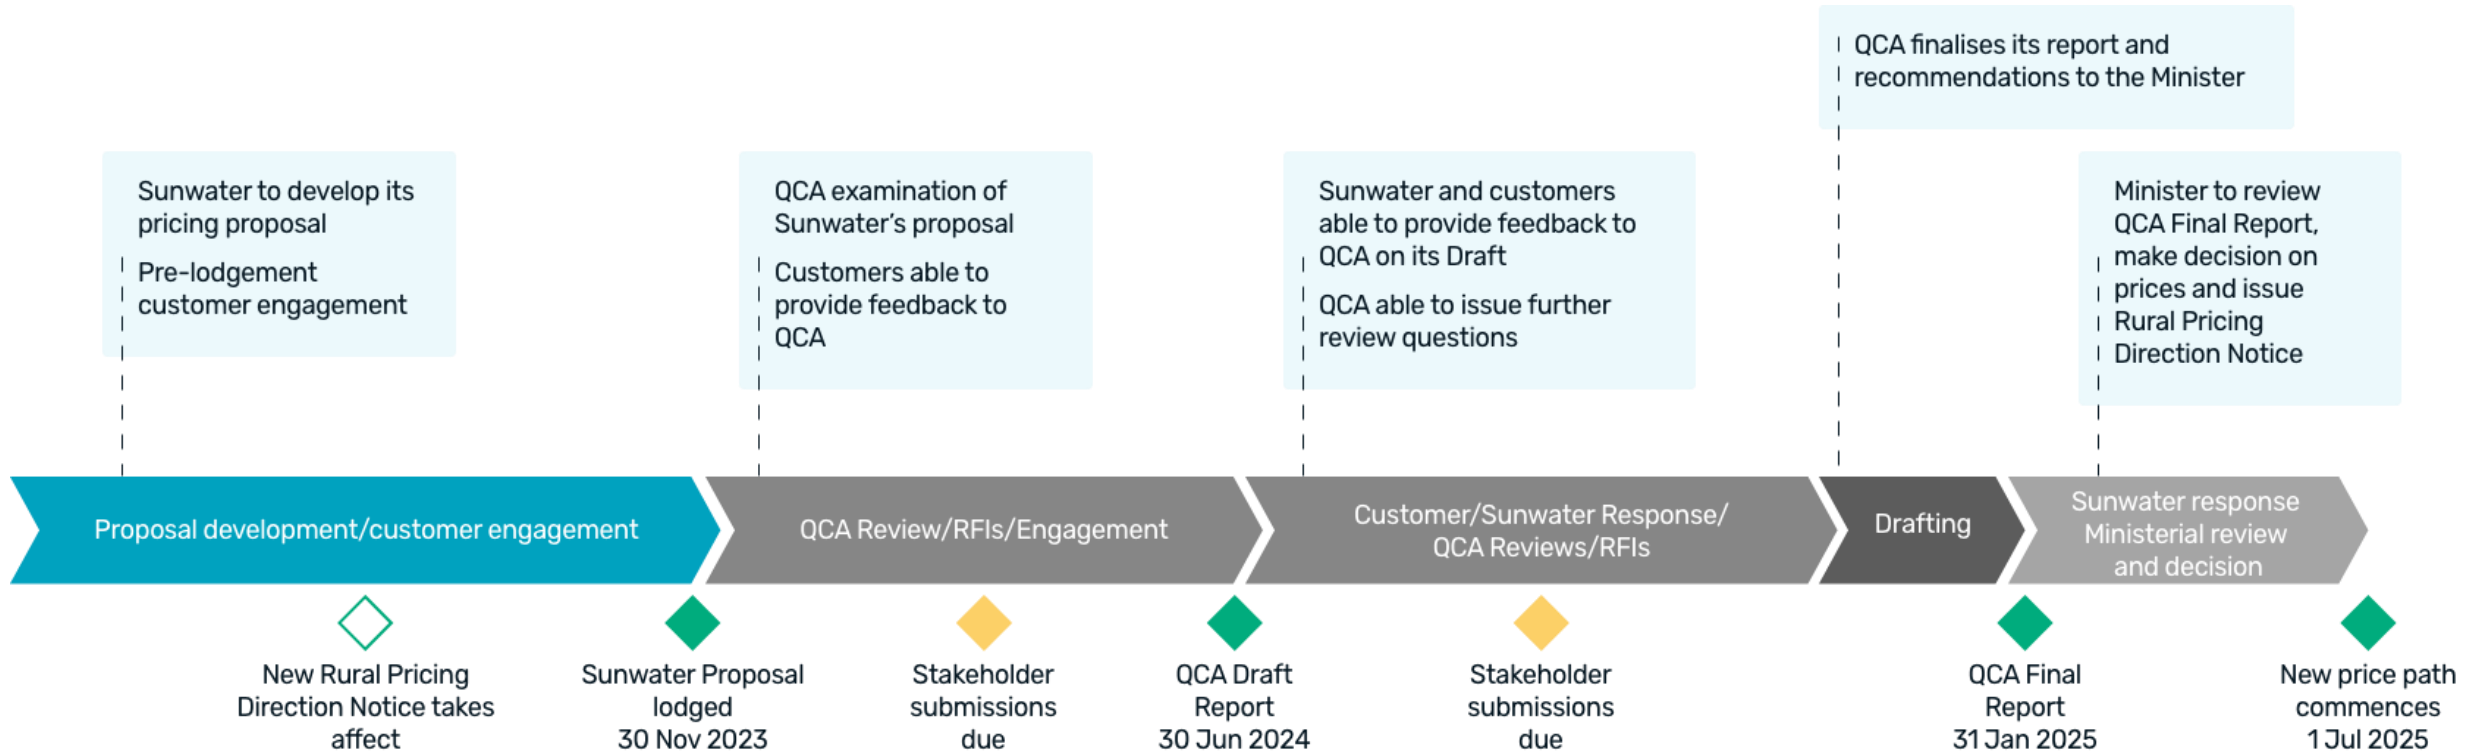 QCA finalises its report and
recommendations to the Minister
Sunwater to develop its
pricing proposal
Pre-lodgement
customer engagement
QCA examination of
Sunwater's proposal
Customers able to
provide feedback to
QCA
Sunwater and customers
able to provide feedback to
QCA on its Draft
QCA able to issue further
review questions
Minister to review
QCA Final Report,
make decision on
prices and issue
Rural Pricing
Direction Notice
Proposal development/customer engagement
QCA Review/RFIs/Engagement
Customer/Sunwater Response/
QCA Reviews/RFIs
Drafting
Sunwater response
Ministerial review
and decision
New Rural Pricing
Direction Notice takes
affect
Sunwater Proposal
lodged
30 Nov 2023
Stakeholder
submissions
due
QCA Draft
Report
30 Jun 2024
Stakeholder
submissions
due
QCA Final
Report
31 Jan 2025
New price path
commences
1 Jul 2025